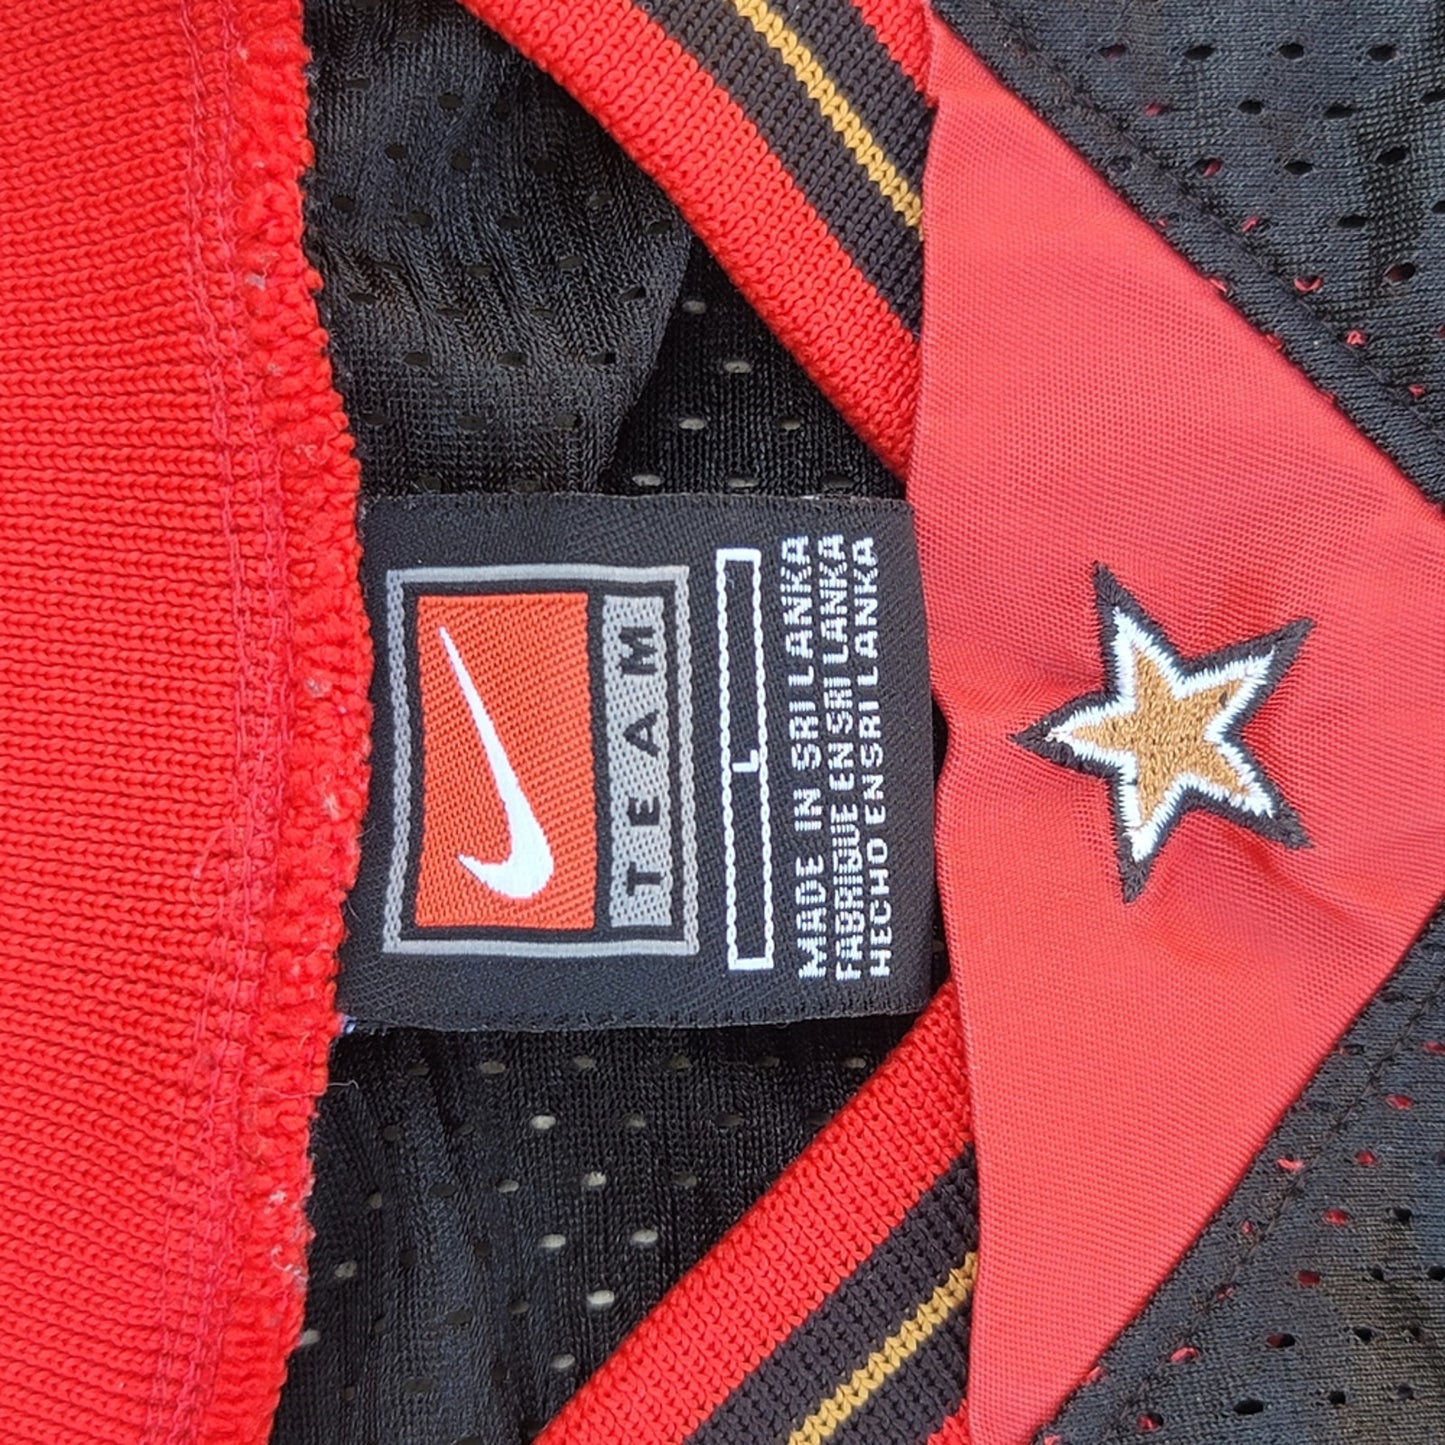 TEAM
L
MADE IN SRI LANKA
FABRIQUE EN SRI LANKA
HECHO EN SRI LANKA